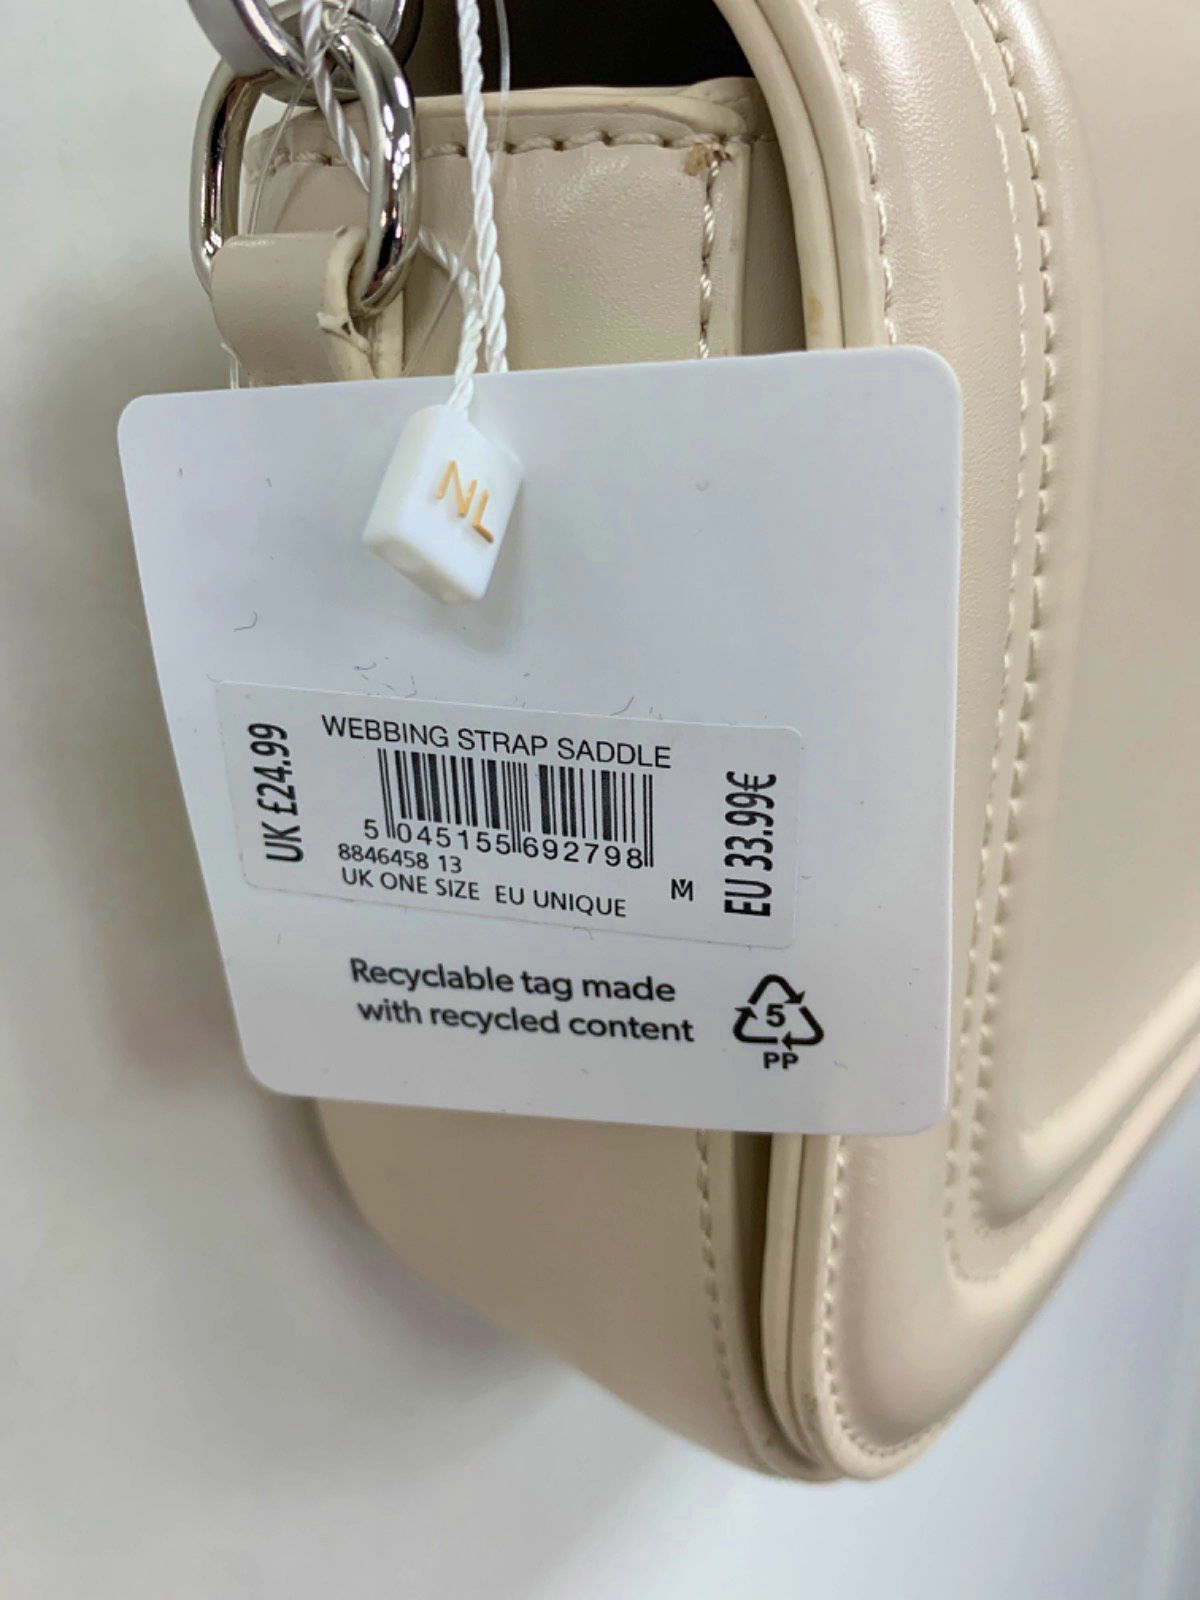 NL
WEBBING STRAP SADDLE
UK £24.99
5 045155 692798
8846458 13
UK ONE SIZE EU UNIQUE
M
EU 33.99€
Recyclable tag made
with recycled content
5
PP